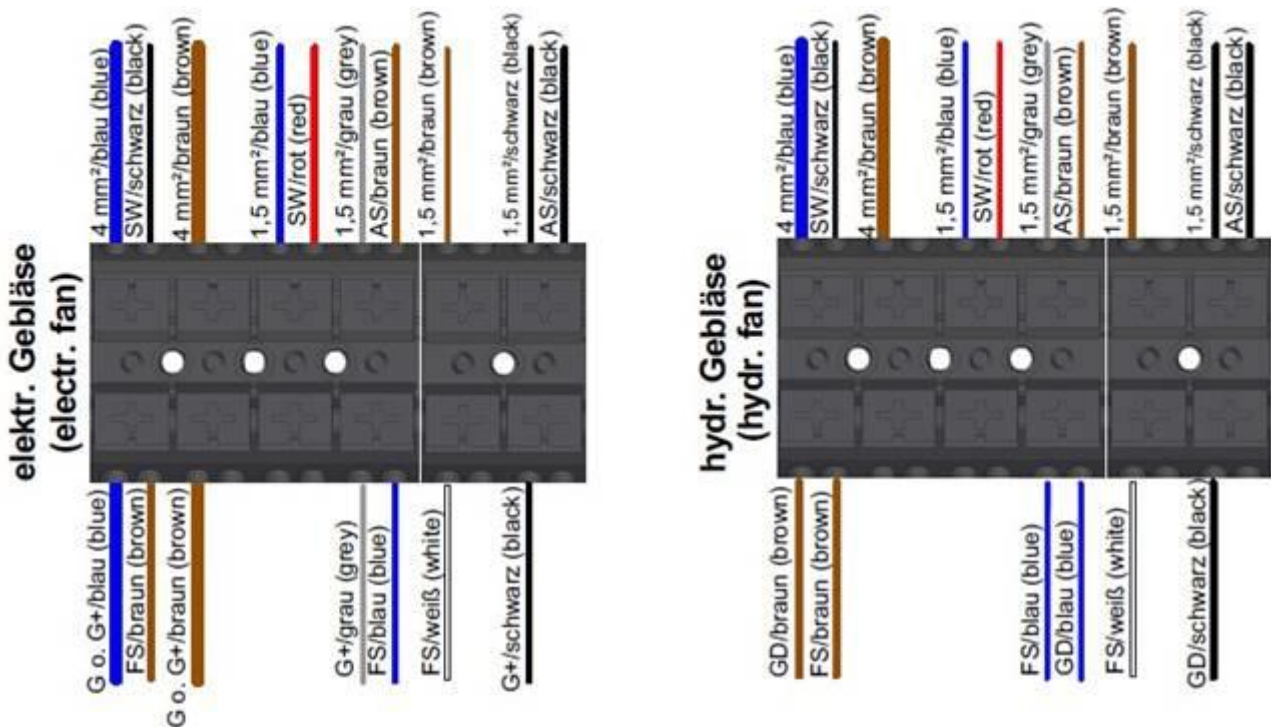 elektr. Gebläse
(electr. fan)
4 mm²/blau (blue)
SW/schwarz (black)
4 mm²/braun (brown)
1,5 mm²/blau (blue)
SW/rot (red)
1,5 mm²/grau (grey)
AS/braun (brown)
1,5 mm²/braun (brown)
1,5 mm²/schwarz (black)
AS/schwarz (black)
G o. G+/blau (blue)
FS/braun (brown)
G o. G+/braun (brown)
G+/grau (grey)
FS/blau (blue)
FS/weiß (white)
G+/schwarz (black)
hydr. Gebläse
(hydr. fan)
4 mm²/blau (blue)
SW/schwarz (black)
4 mm²/braun (brown)
1,5 mm²/blau (blue)
SW/rot (red)
1,5 mm²/grau (grey)
AS/braun (brown)
1,5 mm²/braun (brown)
1,5 mm²/schwarz (black)
AS/schwarz (black)
GD/braun (brown)
FS/braun (brown)
FS/blau (blue)
GD/blau (blue)
FS/weiß (white)
GD/schwarz (black)